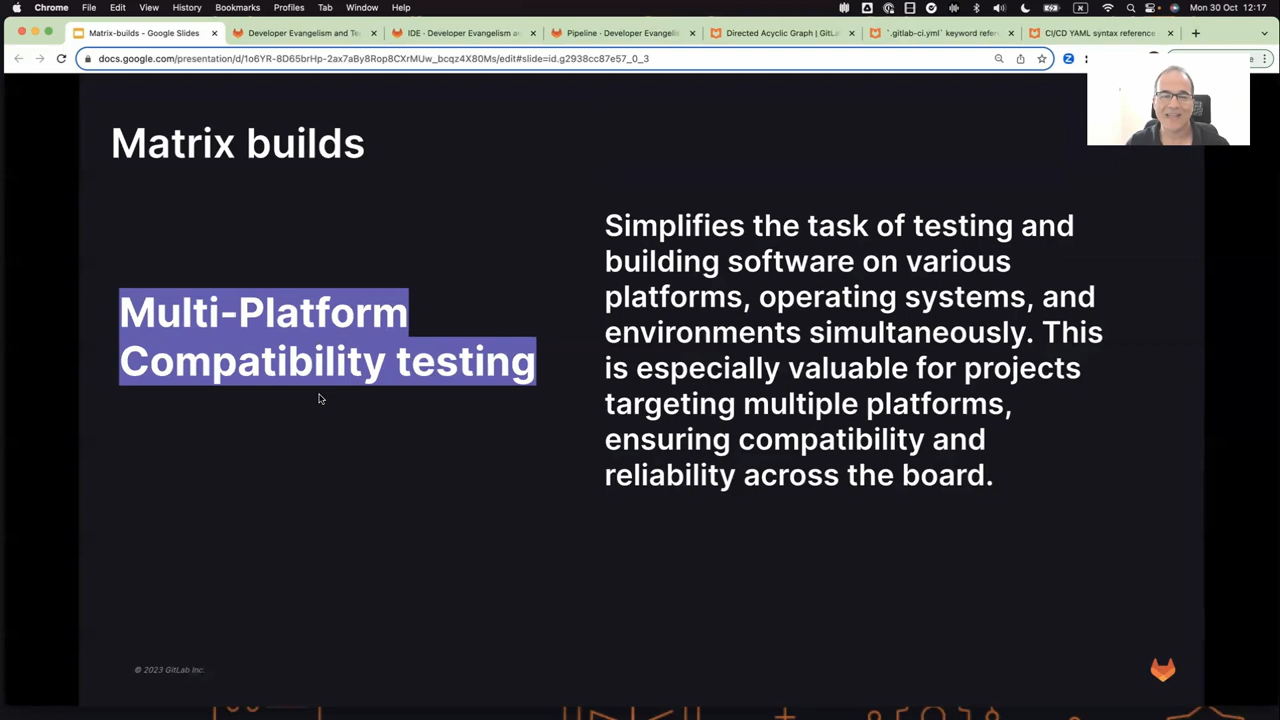 Chrome File Edit View History Bookmarks Profiles Tab Window Help
Mon 30 Oct 12:17
Matrix-builds - Google Slides
Developer Evangelism and Te
IDE · Developer Evangelism a
Pipeline · Developer Evangeli
Directed Acyclic Graph | GitLa
`.gitlab-ci.yml` keyword refer
CI/CD YAML syntax reference
docs.google.com/presentation/d/1o6YR-8D65brHp-2ax7aBy8Rop8CXrMUw_bcqz4X80Ms/edit#slide=id.g2938cc87e57_0_3
Matrix builds
Multi-Platform
Compatibility testing
Simplifies the task of testing and
building software on various
platforms, operating systems, and
environments simultaneously. This
is especially valuable for projects
targeting multiple platforms,
ensuring compatibility and
reliability across the board.
© 2023 GitLab Inc.